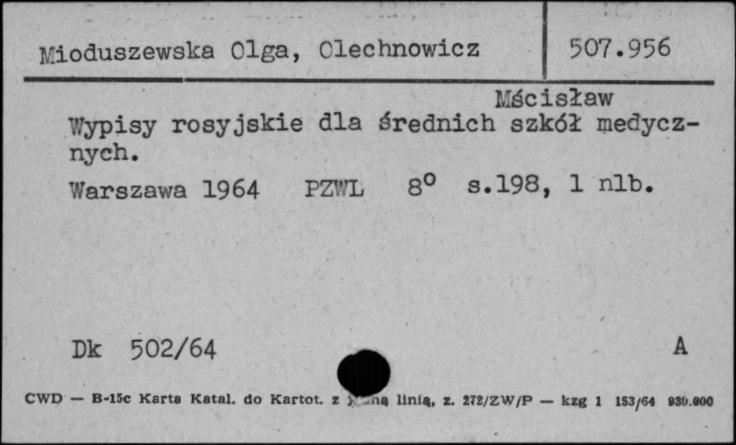 Mioduszewska Olga, Olechnowicz 507.956
Mścisław
Wypisy rosyjskie dla średnich szkół medycz-
nych.
Warszawa 1964 PZWL 8° s.198, 1 nlb.
Dk 502/64 A
CWD — B-15c Karta Katal. do Kartot. z linią, z. 272/ZW/P — kzg 1 153/64 930.000